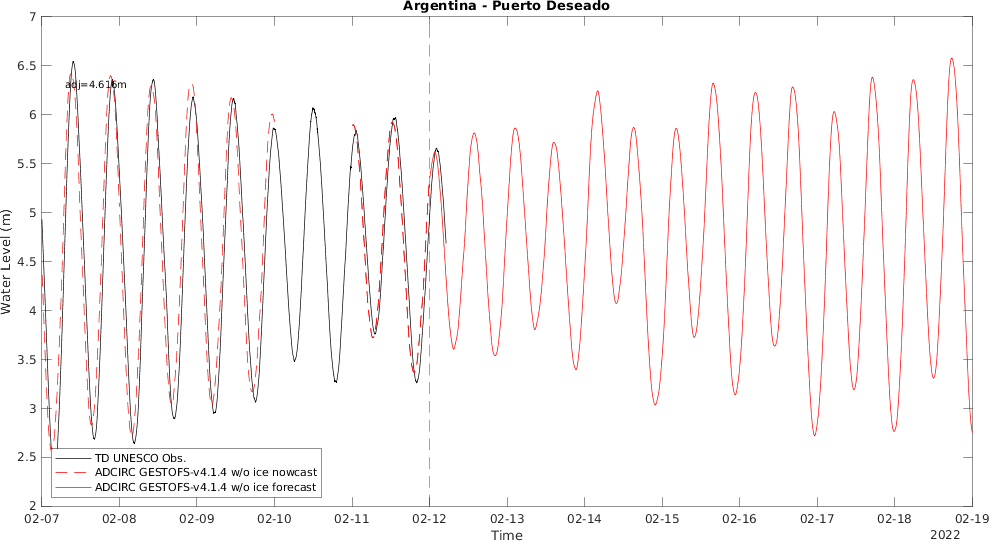 Argentina - Puerto Deseado
7
6.5
6
5.5
5
4.5
4
3.5
3
2.5
2
Water Level (m)
adj=4.616m
TD UNESCO Obs.
ADCIRC GESTOFS-v4.1.4 w/o ice nowcast
ADCIRC GESTOFS-v4.1.4 w/o ice forecast
02-07 02-08 02-09 02-10 02-11 02-12 02-13 02-14 02-15 02-16 02-17 02-18 02-19
Time
2022